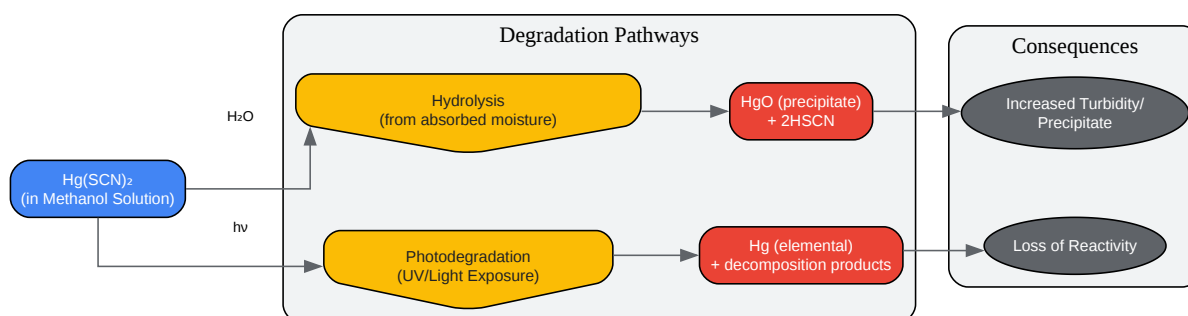 Degradation Pathways
Consequences
H₂O
Hydrolysis
(from absorbed moisture)
HgO (precipitate)
+ 2HSCN
Increased Turbidity/
Precipitate
Hg(SCN)₂
(in Methanol Solution)
hν
Photodegradation
(UV/Light Exposure)
Hg (elemental)
+ decomposition products
Loss of Reactivity